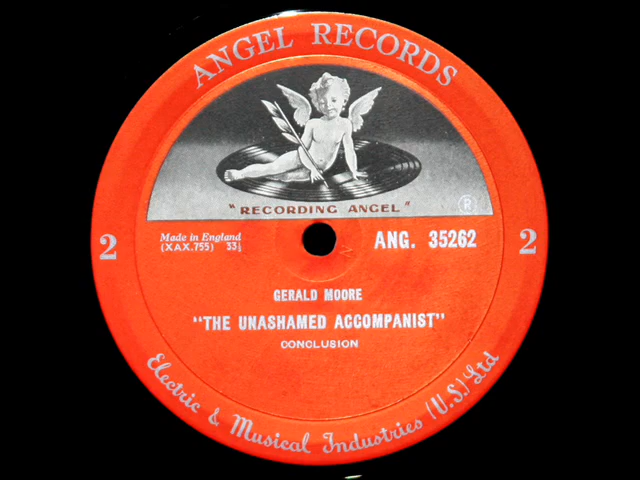 ANGEL RECORDS
"RECORDING ANGEL" ®
2
Made in England
(XAX.755) 33⅓
ANG. 35262
2
GERALD MOORE
"THE UNASHAMED ACCOMPANIST"
CONCLUSION
Electric & Musical Industries (U.S.) Ltd